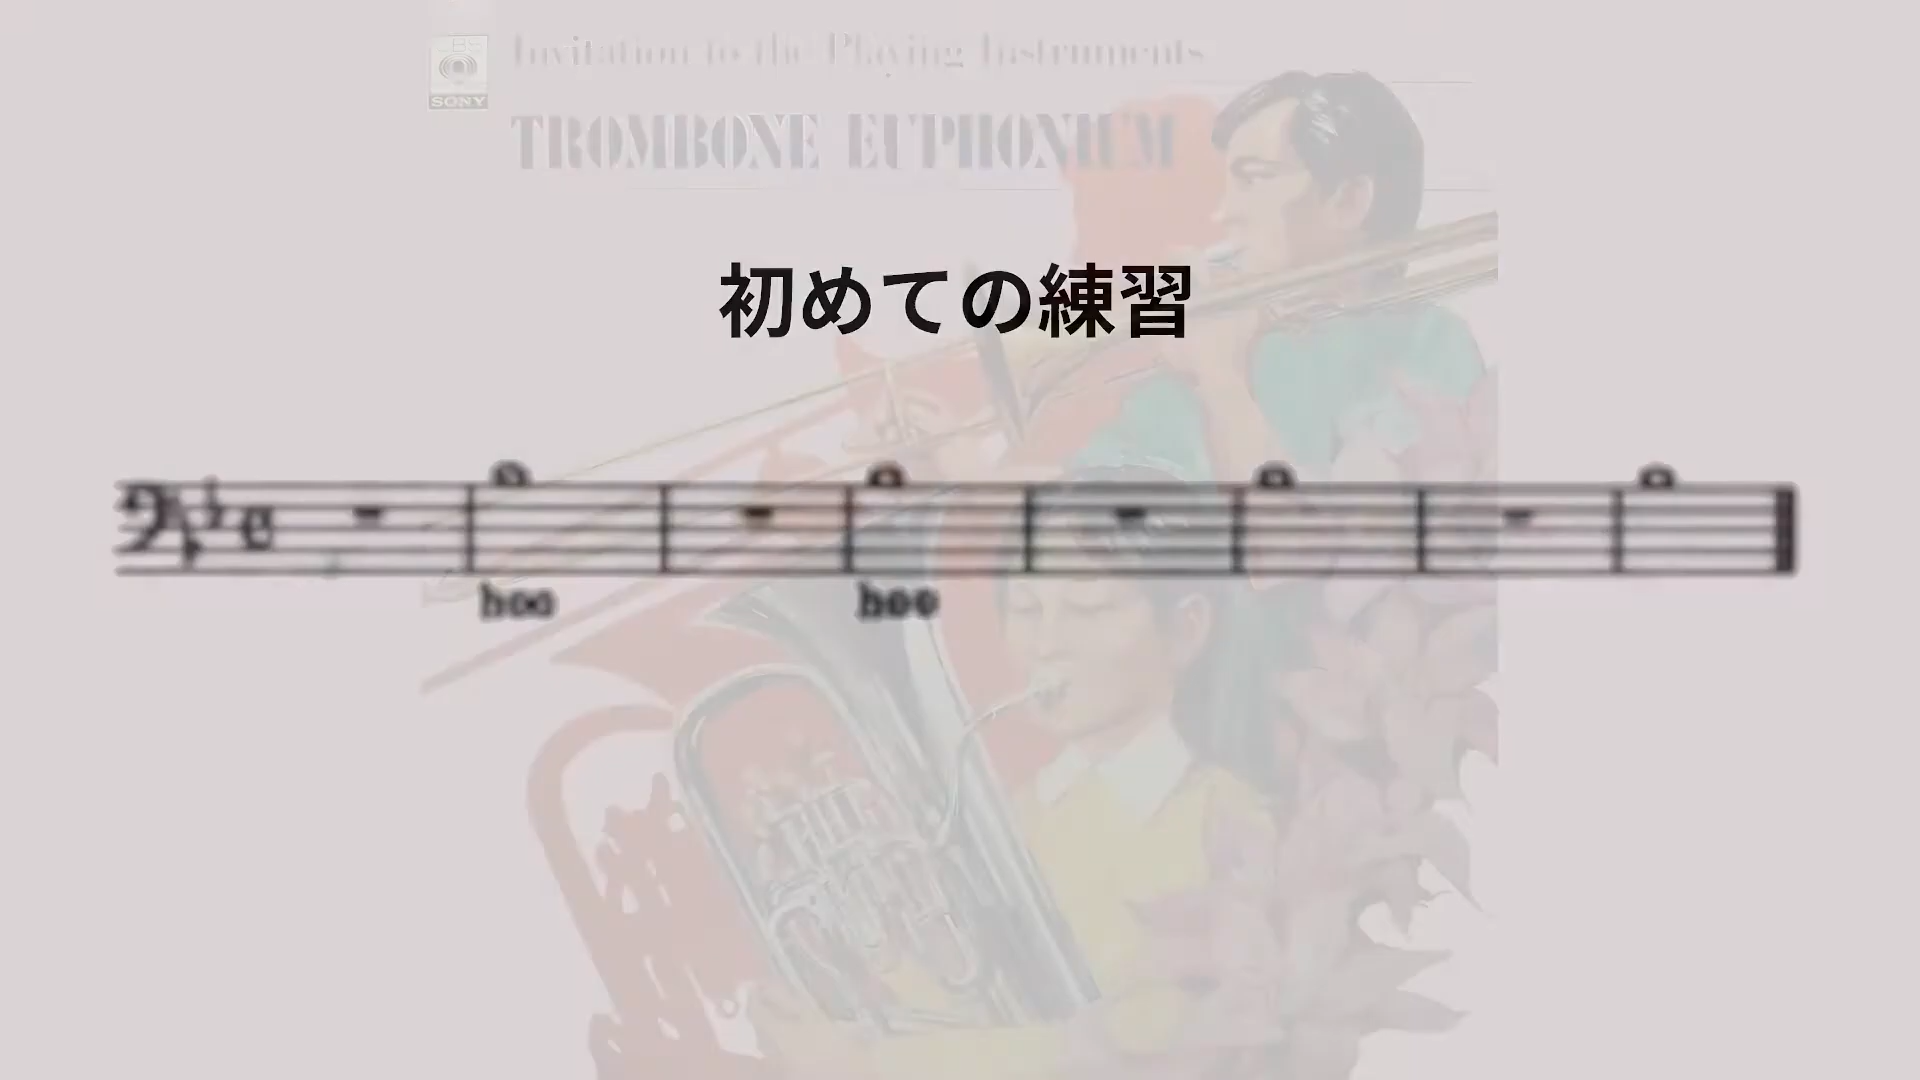 CBS
SONY
Invitation to the Playing Instruments
TROMBONE EUPHONIUM
初めての練習
hoo hoo